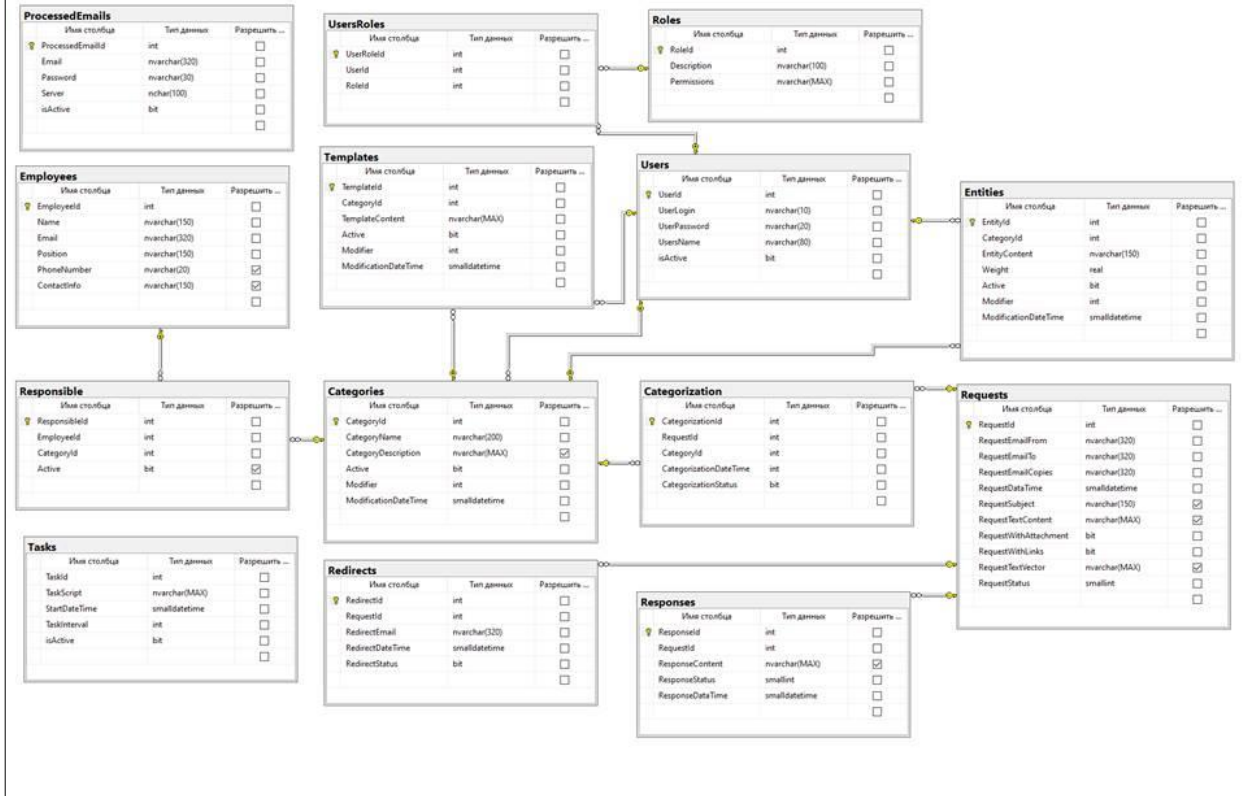 ProcessedEmails
Имя столбца Тип данных Разрешить ...
ProcessedEmailId int
Email nvarchar(320)
Password nvarchar(30)
Server nchar(100)
isActive bit
UsersRoles
Имя столбца Тип данных Разрешить ...
UserRoleId int
UserId int
RoleId int
Roles
Имя столбца Тип данных Разрешить ...
RoleId int
Description nvarchar(100)
Permissions nvarchar(MAX)
Employees
Имя столбца Тип данных Разрешить ...
EmployeeId int
Name nvarchar(150)
Email nvarchar(320)
Position nvarchar(150)
PhoneNumber nvarchar(20)
ContactInfo nvarchar(150)
Templates
Имя столбца Тип данных Разрешить ...
TemplateId int
CategoryId int
TemplateContent nvarchar(MAX)
Active bit
Modifier int
ModificationDateTime smalldatetime
Users
Имя столбца Тип данных Разрешить ...
UserId int
UserLogin nvarchar(10)
UserPassword nvarchar(20)
UsersName nvarchar(80)
isActive bit
Entities
Имя столбца Тип данных Разрешить ...
EntityId int
CategoryId int
EntityContent nvarchar(150)
Weight real
Active bit
Modifier int
ModificationDateTime smalldatetime
Responsible
Имя столбца Тип данных Разрешить ...
ResponsibleId int
EmployeeId int
CategoryId int
Active bit
Categories
Имя столбца Тип данных Разрешить ...
CategoryId int
CategoryName nvarchar(200)
CategoryDescription nvarchar(MAX)
Active bit
Modifier int
ModificationDateTime smalldatetime
Categorization
Имя столбца Тип данных Разрешить ...
CategorizationId int
RequestId int
CategoryId int
CategorizationDateTime int
CategorizationStatus bit
Requests
Имя столбца Тип данных Разрешить ...
RequestId int
RequestEmailFrom nvarchar(320)
RequestEmailTo nvarchar(320)
RequestEmailCopies nvarchar(320)
RequestDataTime smalldatetime
RequestSubject nvarchar(150)
RequestTextContent nvarchar(MAX)
RequestWithAttachment bit
RequestWithLinks bit
RequestTextVector nvarchar(MAX)
RequestStatus smallint
Tasks
Имя столбца Тип данных Разрешить ...
TaskId int
TaskScript nvarchar(MAX)
StartDateTime smalldatetime
TaskInterval int
isActive bit
Redirects
Имя столбца Тип данных Разрешить ...
RedirectId int
RequestId int
RedirectEmail nvarchar(320)
RedirectDateTime smalldatetime
RedirectStatus bit
Responses
Имя столбца Тип данных Разрешить ...
ResponseId int
RequestId int
ResponseContent nvarchar(MAX)
ResponseStatus smallint
ResponseDataTime smalldatetime